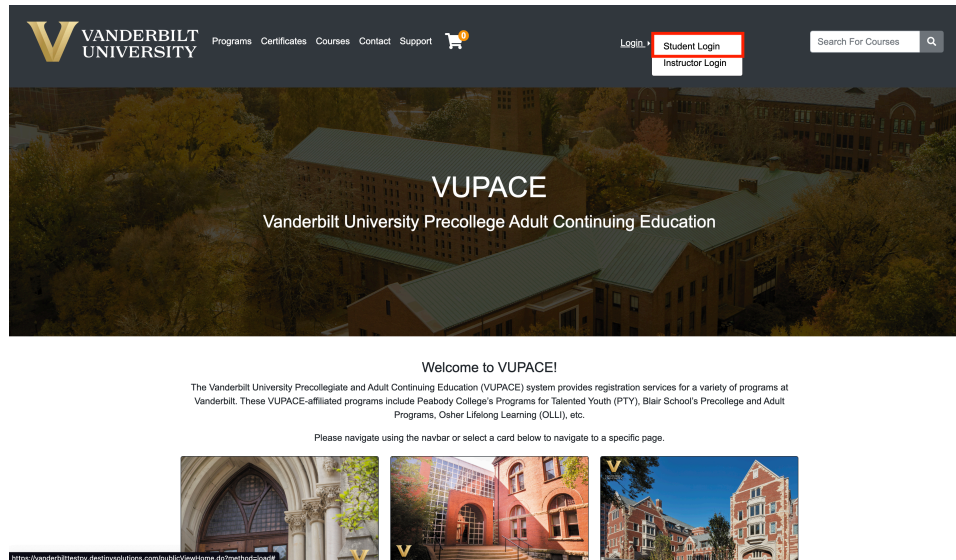 VANDERBILT
UNIVERSITY
Programs Certificates Courses Contact Support 0
Login
Student Login
Instructor Login
Search For Courses
VUPACE
Vanderbilt University Precollege Adult Continuing Education
Welcome to VUPACE!
The Vanderbilt University Precollegiate and Adult Continuing Education (VUPACE) system provides registration services for a variety of programs at
Vanderbilt. These VUPACE-affiliated programs include Peabody College's Programs for Talented Youth (PTY), Blair School's Precollege and Adult
Programs, Osher Lifelong Learning (OLLI), etc.
Please navigate using the navbar or select a card below to navigate to a specific page.
https://vanderbilttestpv.destinysolutions.com/publicViewHome.do?method=load#